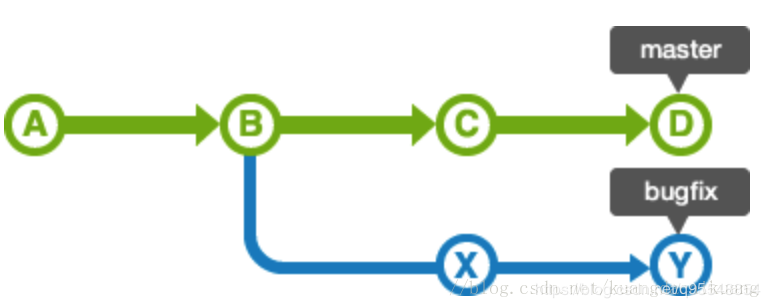 master
A B C D
bugfix
X Y